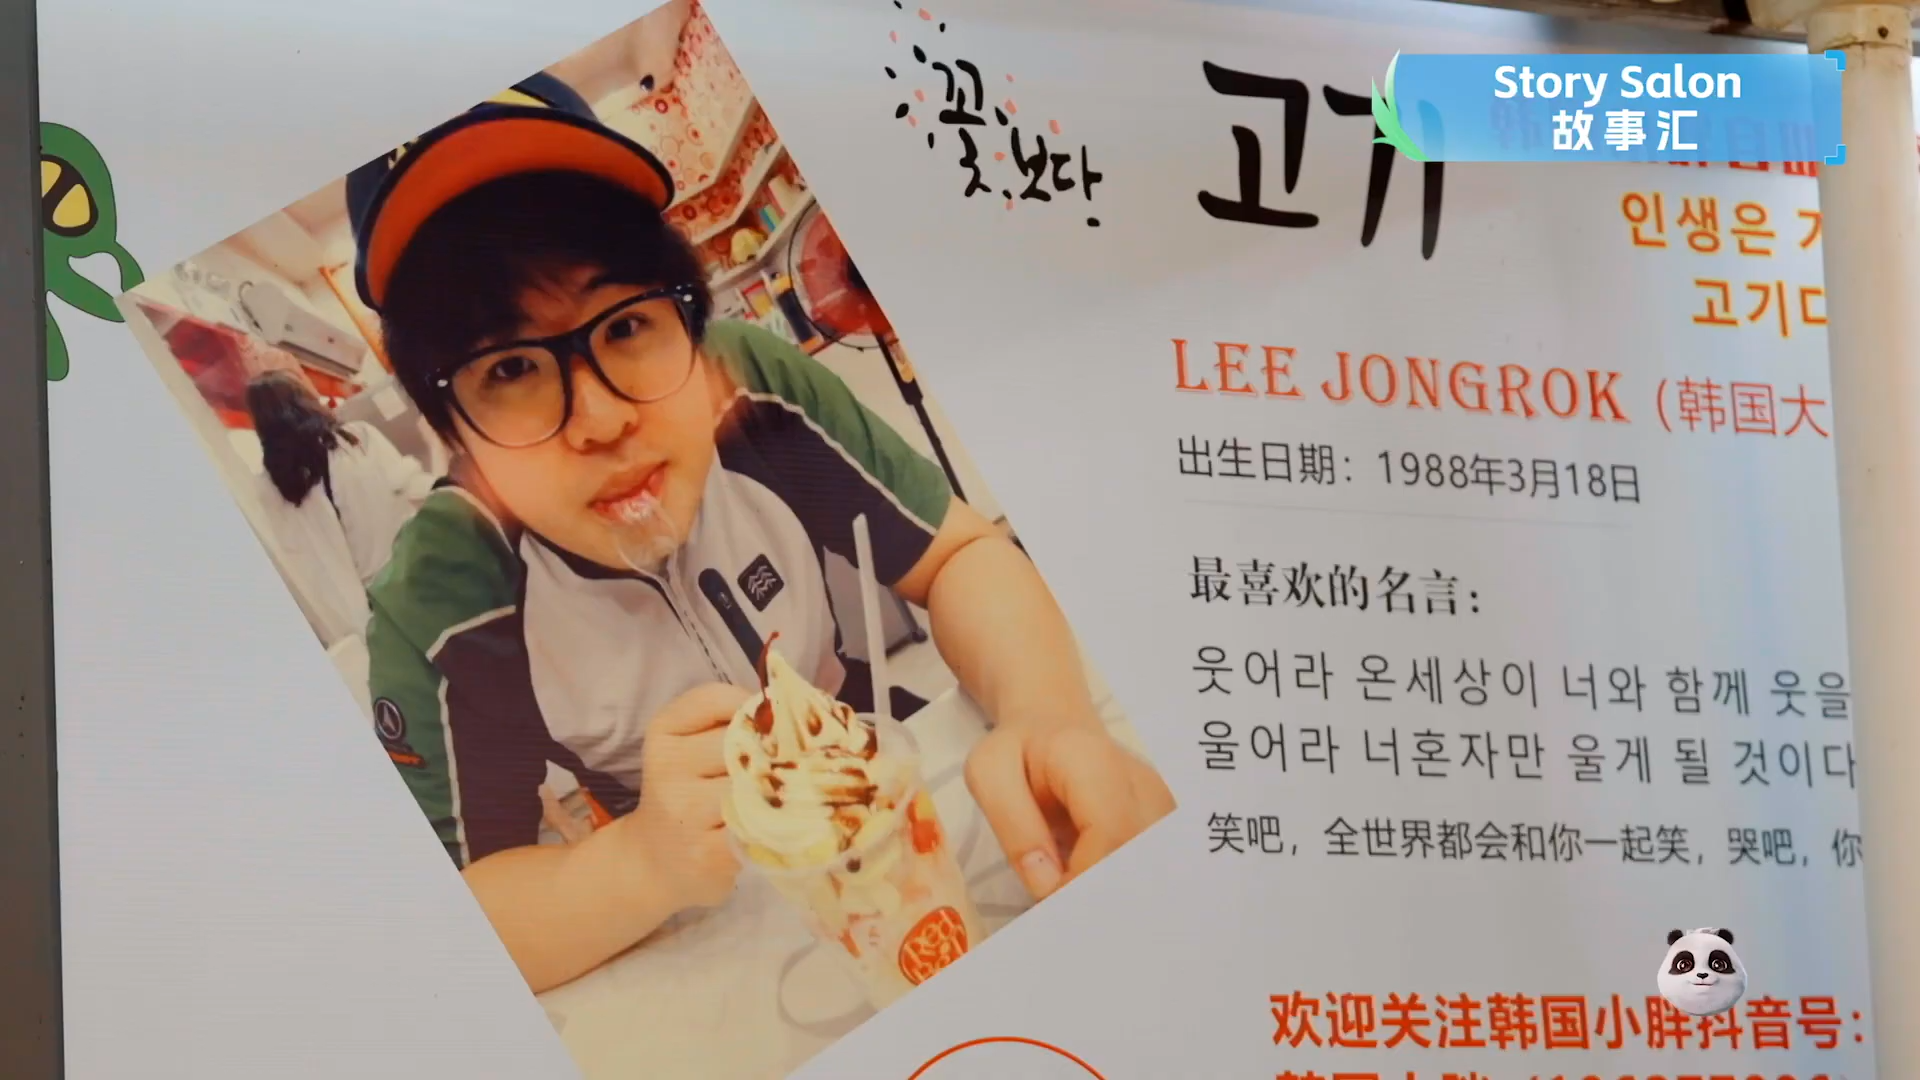 Story Salon
故事汇
꽃보다
고기
인생은
고기다
LEE JONGROK（韩国大
出生日期：1988年3月18日
最喜欢的名言：
웃어라 온세상이 너와 함께 웃을
울어라 너혼자만 울게 될 것이다
笑吧，全世界都会和你一起笑，哭吧，你
Red
欢迎关注韩国小胖抖音号：